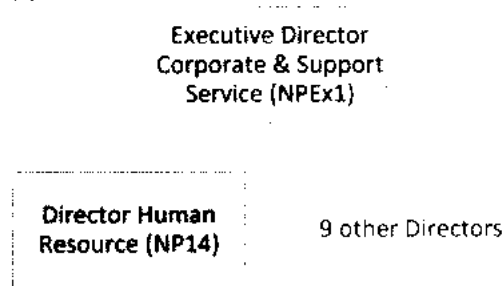 Executive Director
Corporate & Support
Service (NPEx1)
Director Human
Resource (NP14)
9 other Directors